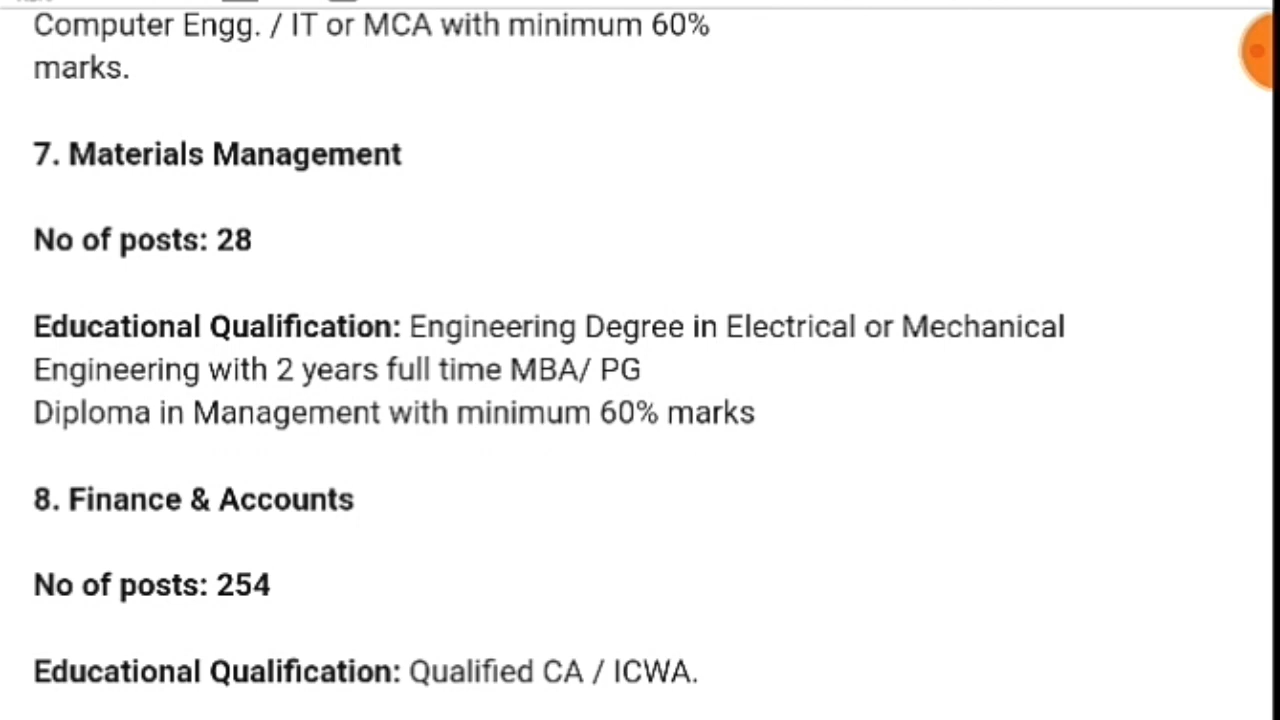 Computer Engg. / IT or MCA with minimum 60%
marks.
7. Materials Management
No of posts: 28
Educational Qualification: Engineering Degree in Electrical or Mechanical
Engineering with 2 years full time MBA/ PG
Diploma in Management with minimum 60% marks
8. Finance & Accounts
No of posts: 254
Educational Qualification: Qualified CA / ICWA.